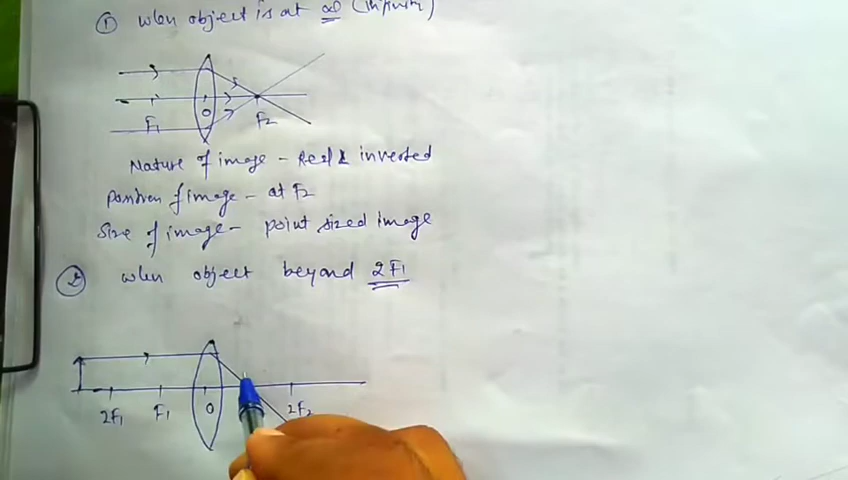 ① when object is at ∞ (Infinity)
F1 O F2
Nature of image - Real & inverted
Position of image - at F2
Size of image - point sized image
② when object beyond 2F1
2F1 F1 O 2F2